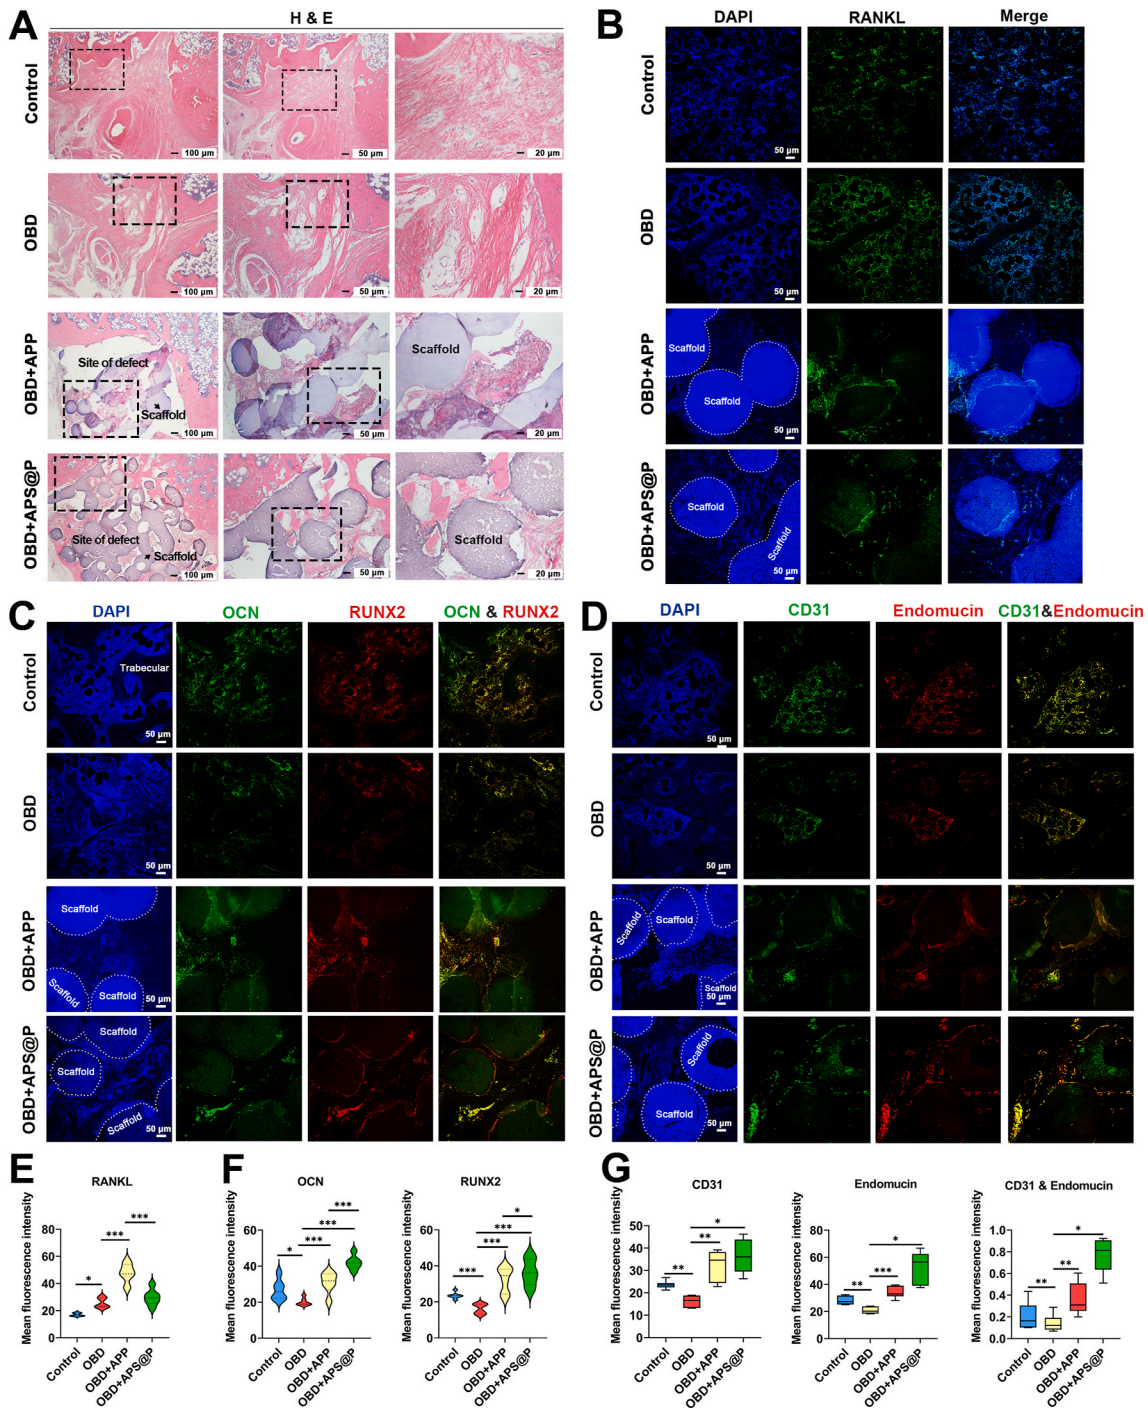 A
H & E
Control
100 µm
50 µm
20 µm
OBD
100 µm
50 µm
20 µm
OBD+APP
Site of defect
Scaffold
100 µm
50 µm
Scaffold
20 µm
OBD+APS@P
Site of defect
Scaffold
100 µm
50 µm
Scaffold
20 µm
B
DAPI
RANKL
Merge
Control
50 µm
OBD
50 µm
OBD+APP
Scaffold
Scaffold
50 µm
OBD+APS@P
Scaffold
Scaffold
50 µm
C
DAPI
OCN
RUNX2
OCN & RUNX2
Control
Trabecular
50 µm
OBD
50 µm
OBD+APP
Scaffold
Scaffold
Scaffold
50 µm
OBD+APS@P
Scaffold
Scaffold
Scaffold
50 µm
D
DAPI
CD31
Endomucin
CD31&Endomucin
Control
50 µm
OBD
50 µm
OBD+APP
Scaffold
Scaffold
Scaffold
50 µm
OBD+APS@P
Scaffold
Scaffold
50 µm
E
RANKL
Mean fluorescence intensity
80
60
40
20
0
*
***
***
Control
OBD
OBD+APP
OBD+APS@P
F
OCN
Mean fluorescence intensity
60
40
20
0
*
***
***
***
Control
OBD
OBD+APP
OBD+APS@P
RUNX2
Mean fluorescence intensity
60
40
20
0
***
***
***
*
Control
OBD
OBD+APP
OBD+APS@P
G
CD31
Mean fluorescence intensity
50
40
30
20
10
0
**
**
*
Control
OBD
OBD+APP
OBD+APS@P
Endomucin
Mean fluorescence intensity
80
60
40
20
0
**
***
*
Control
OBD
OBD+APP
OBD+APS@P
CD31 & Endomucin
Mean fluorescence intensity
1.0
0.8
0.6
0.4
0.2
0.0
**
**
*
Control
OBD
OBD+APP
OBD+APS@P